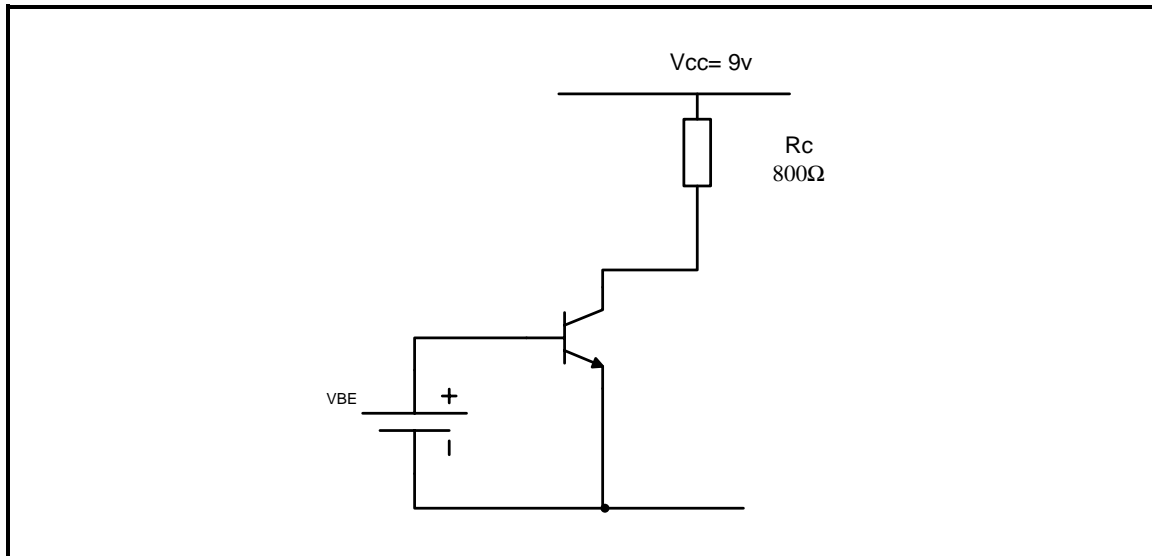 Vcc= 9v
Rc
800Ω
VBE
+